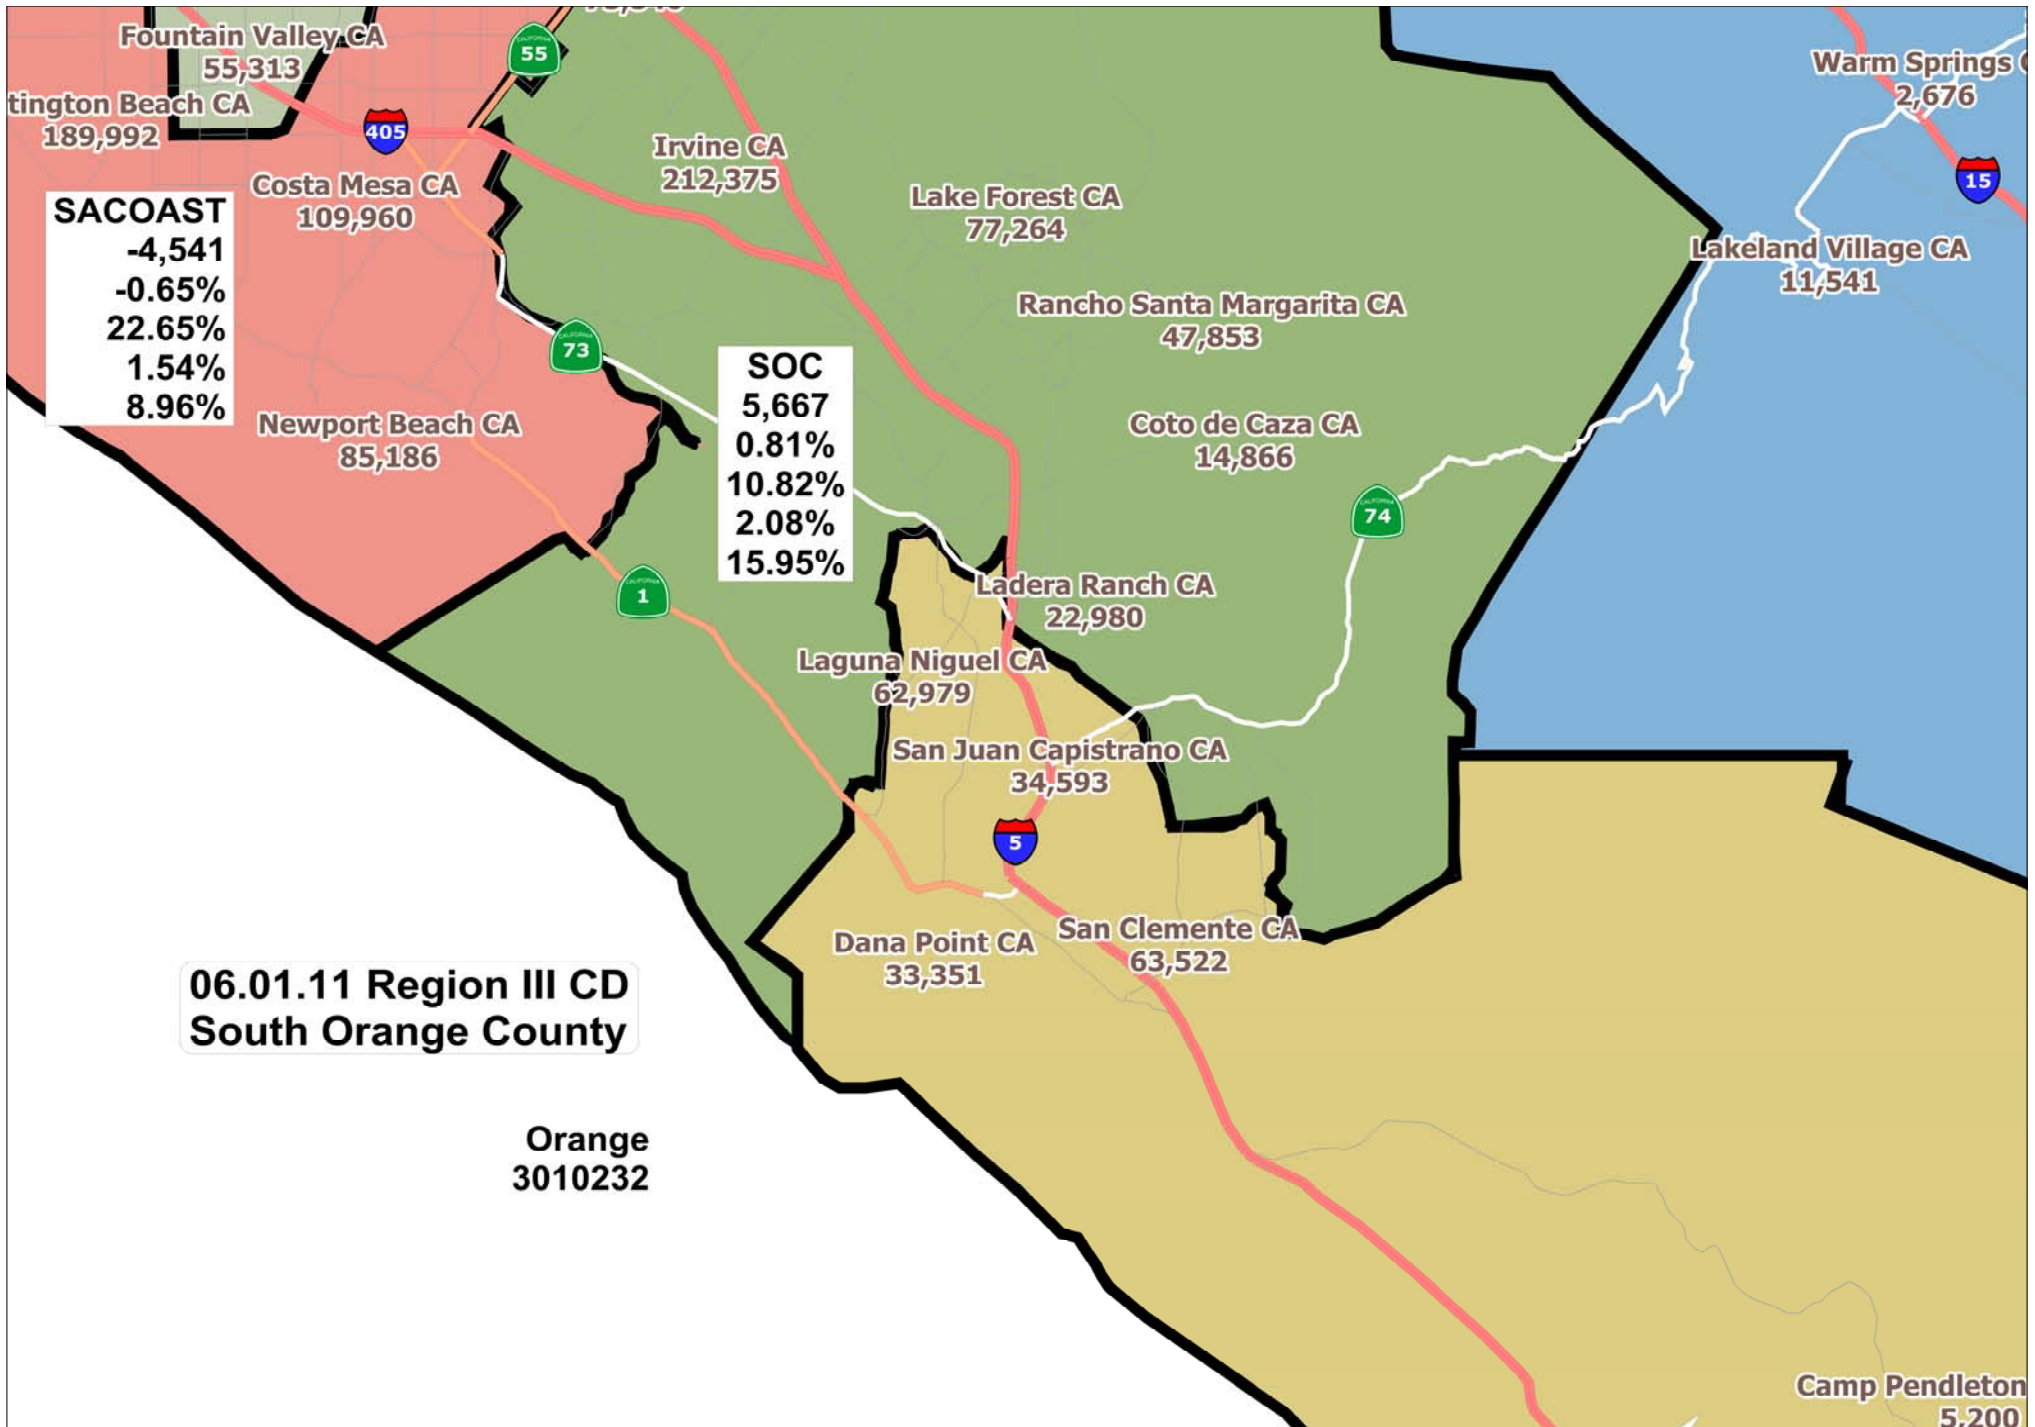 Fountain Valley CA
55,313
CALIFORNIA
55
tington Beach CA
189,992
405
Costa Mesa CA
109,960
SACOAST
-4,541
-0.65%
22.65%
1.54%
8.96%
Newport Beach CA
85,186
Irvine CA
212,375
Lake Forest CA
77,264
Rancho Santa Margarita CA
47,853
Coto de Caza CA
14,866
Warm Springs
2,676
15
Lakeland Village CA
11,541
CALIFORNIA
73
SOC
5,667
0.81%
10.82%
2.08%
15.95%
CALIFORNIA
74
CALIFORNIA
1
Ladera Ranch CA
22,980
Laguna Niguel CA
62,979
San Juan Capistrano CA
34,593
5
Dana Point CA
33,351
San Clemente CA
63,522
06.01.11 Region III CD
South Orange County
Orange
3010232
Camp Pendleton
5,200